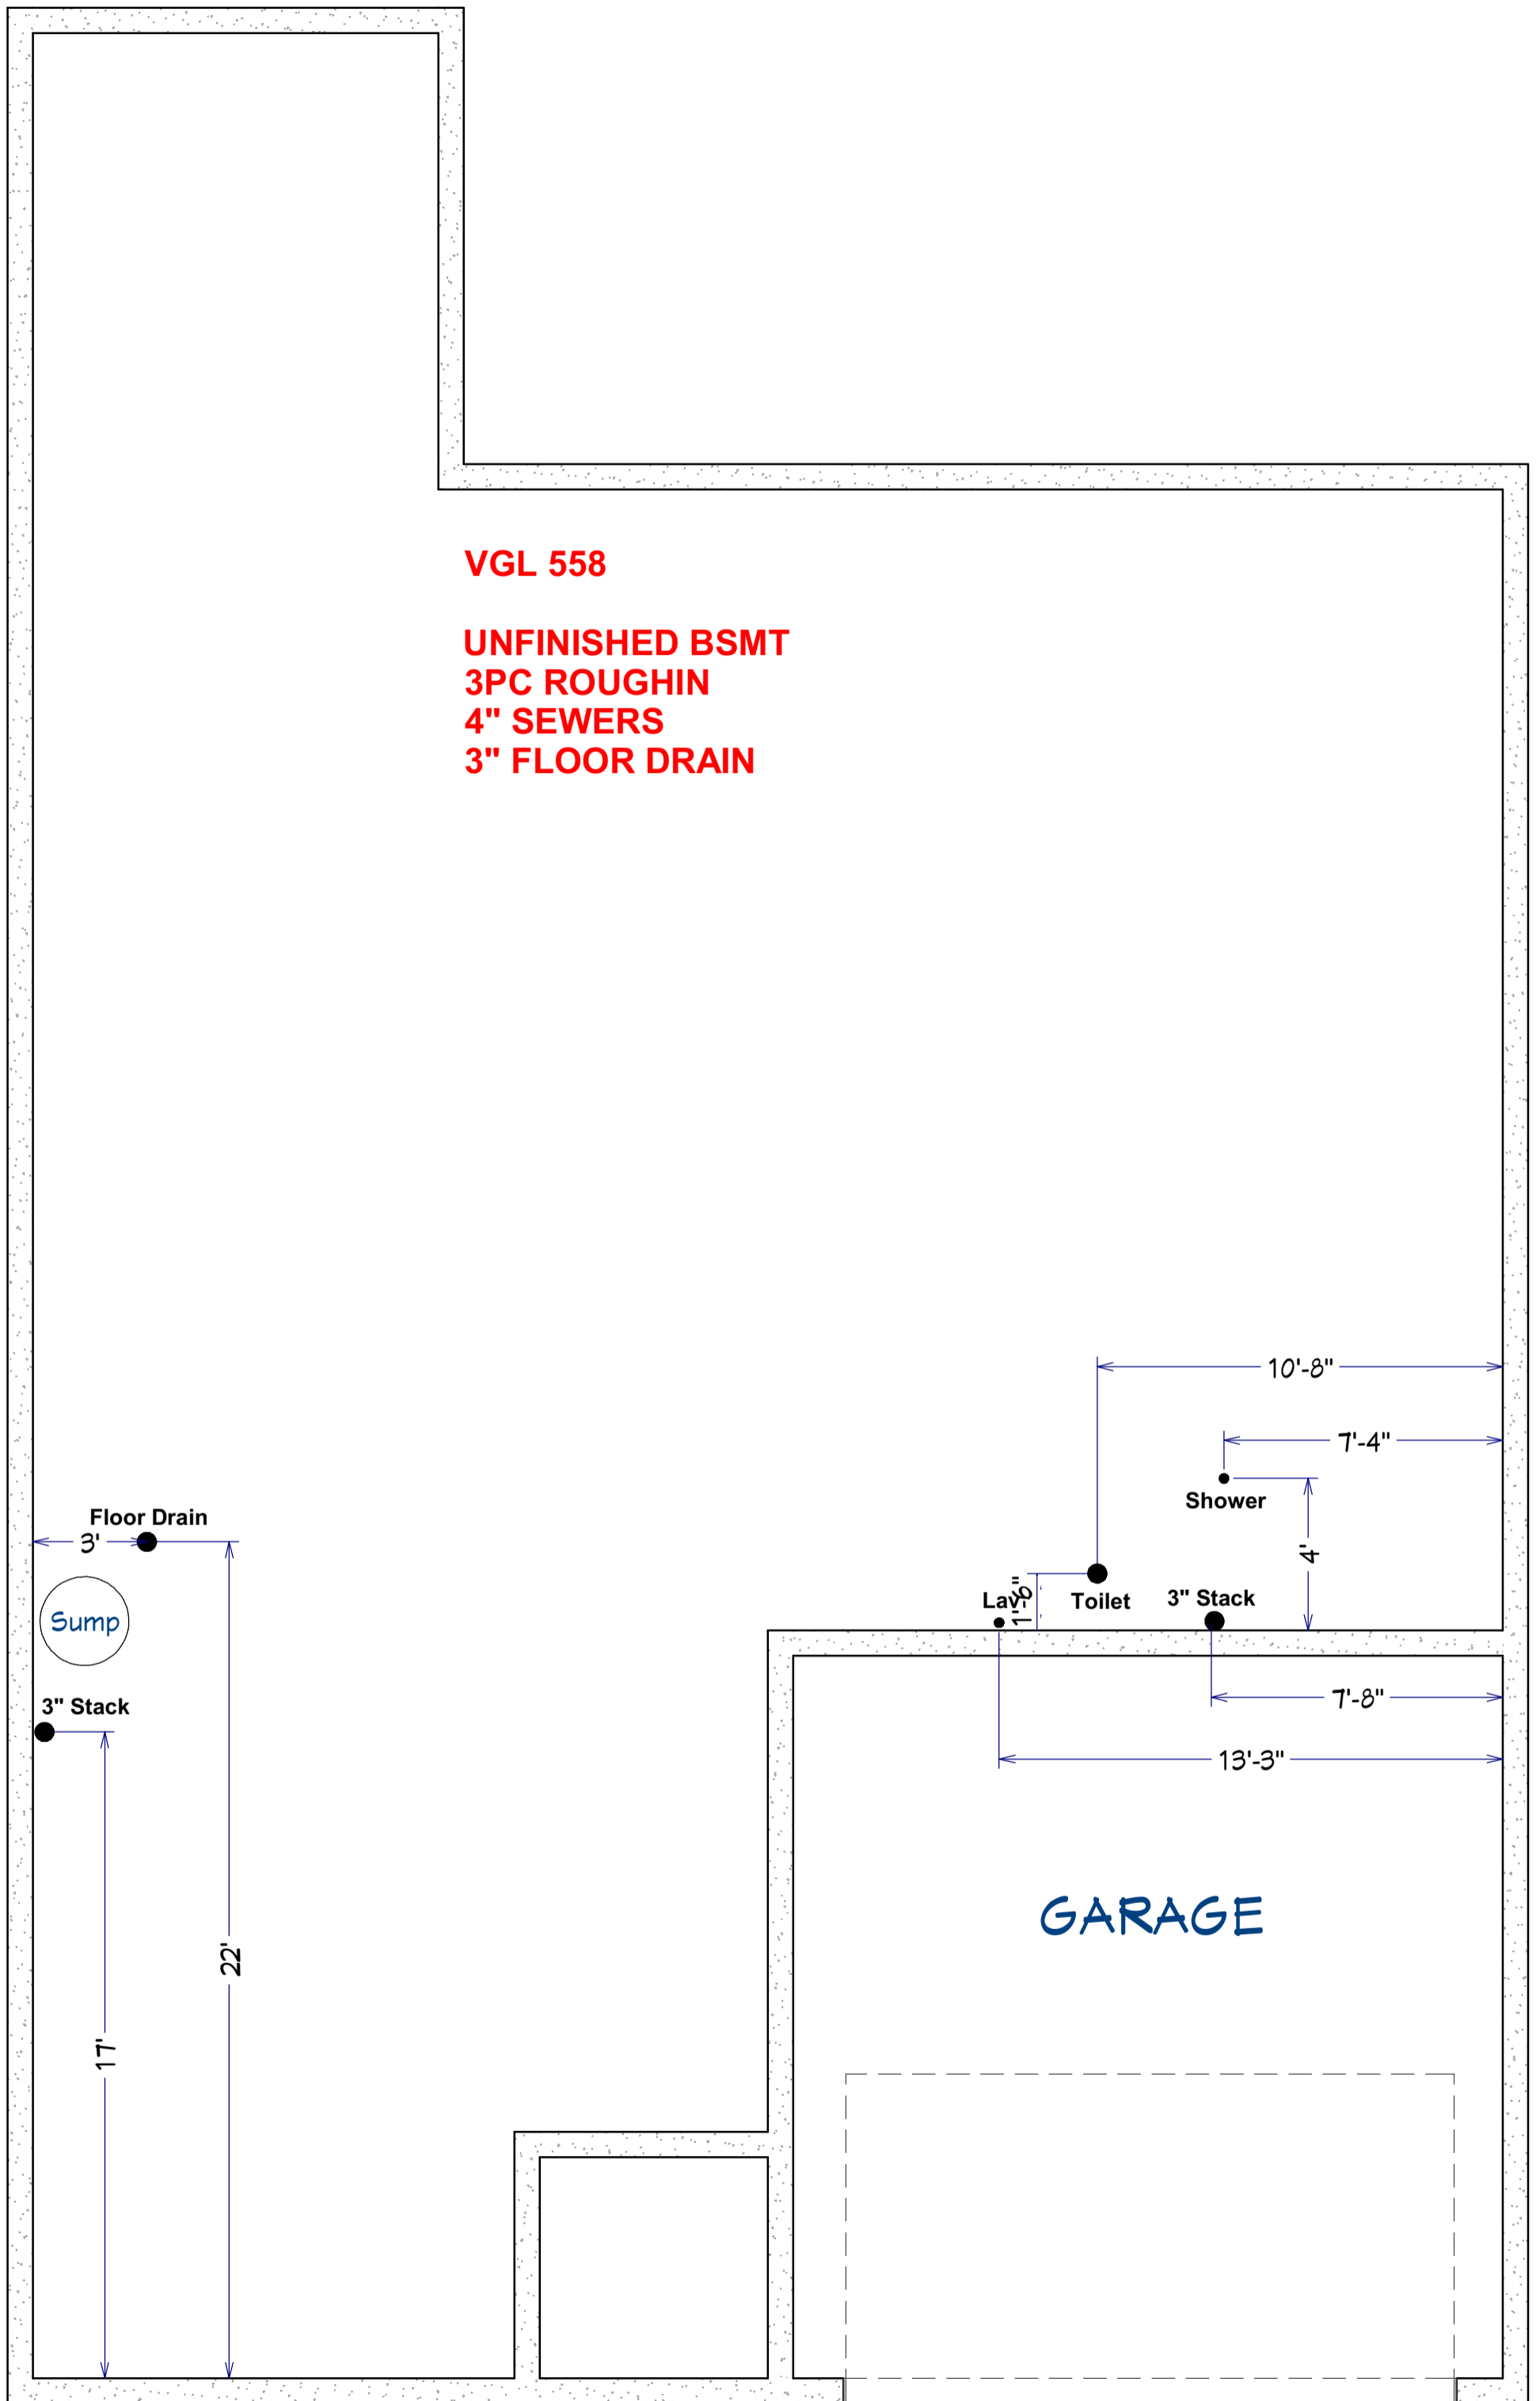 VGL 558
UNFINISHED BSMT
3PC ROUGHIN
4" SEWERS
3" FLOOR DRAIN
10'-8"
7'-4"
Shower
Floor Drain
3'
4'
1'-6"
Lav
Toilet
3" Stack
Sump
3" Stack
7'-8"
13'-3"
GARAGE
22'
17'